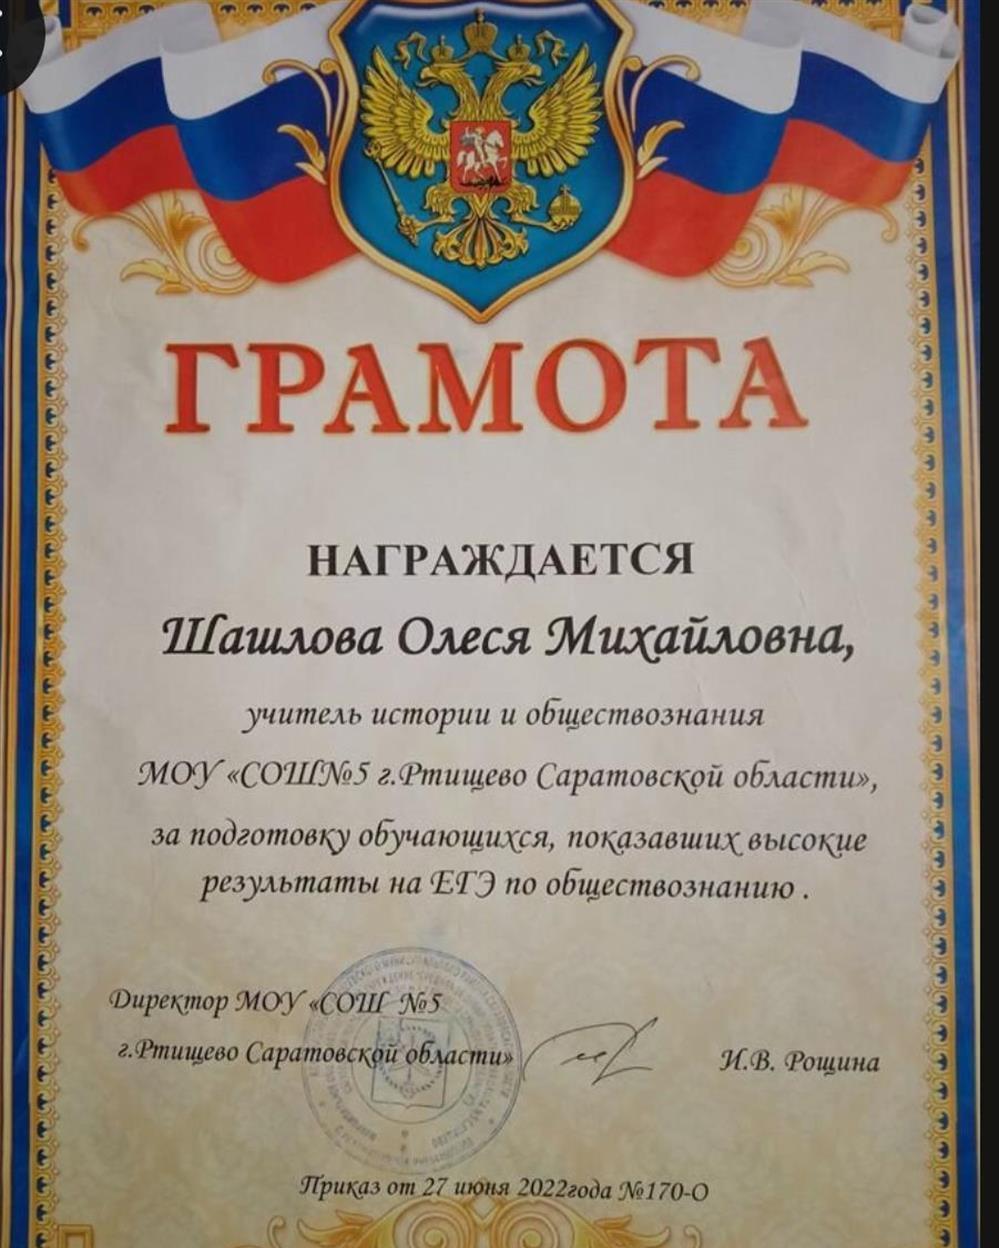 ГРАМОТА
НАГРАЖДАЕТСЯ
Шашлова Олеся Михайловна,
учитель истории и обществознания
МОУ «СОШ№5 г.Ртищево Саратовской области»,
за подготовку обучающихся, показавших высокие
результаты на ЕГЭ по обществознанию .
Директор МОУ «СОШ №5
г.Ртищево Саратовской области»
И.В. Рощина
Приказ от 27 июня 2022года №170-О